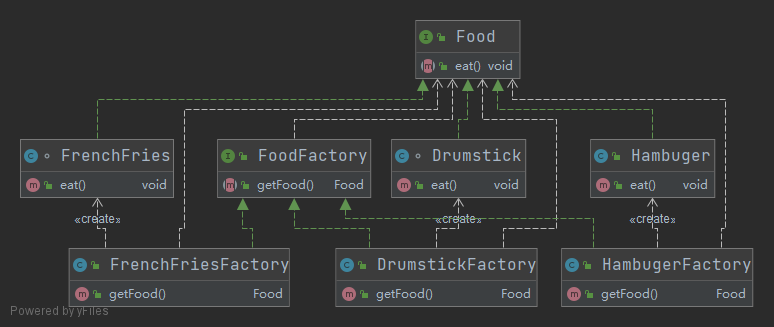 I Food
m eat() void
C FrenchFries
m eat() void
I FoodFactory
m getFood() Food
C Drumstick
m eat() void
C Hambuger
m eat() void
«create»
«create»
«create»
C FrenchFriesFactory
m getFood() Food
C DrumstickFactory
m getFood() Food
C HambugerFactory
m getFood() Food
Powered by yFiles